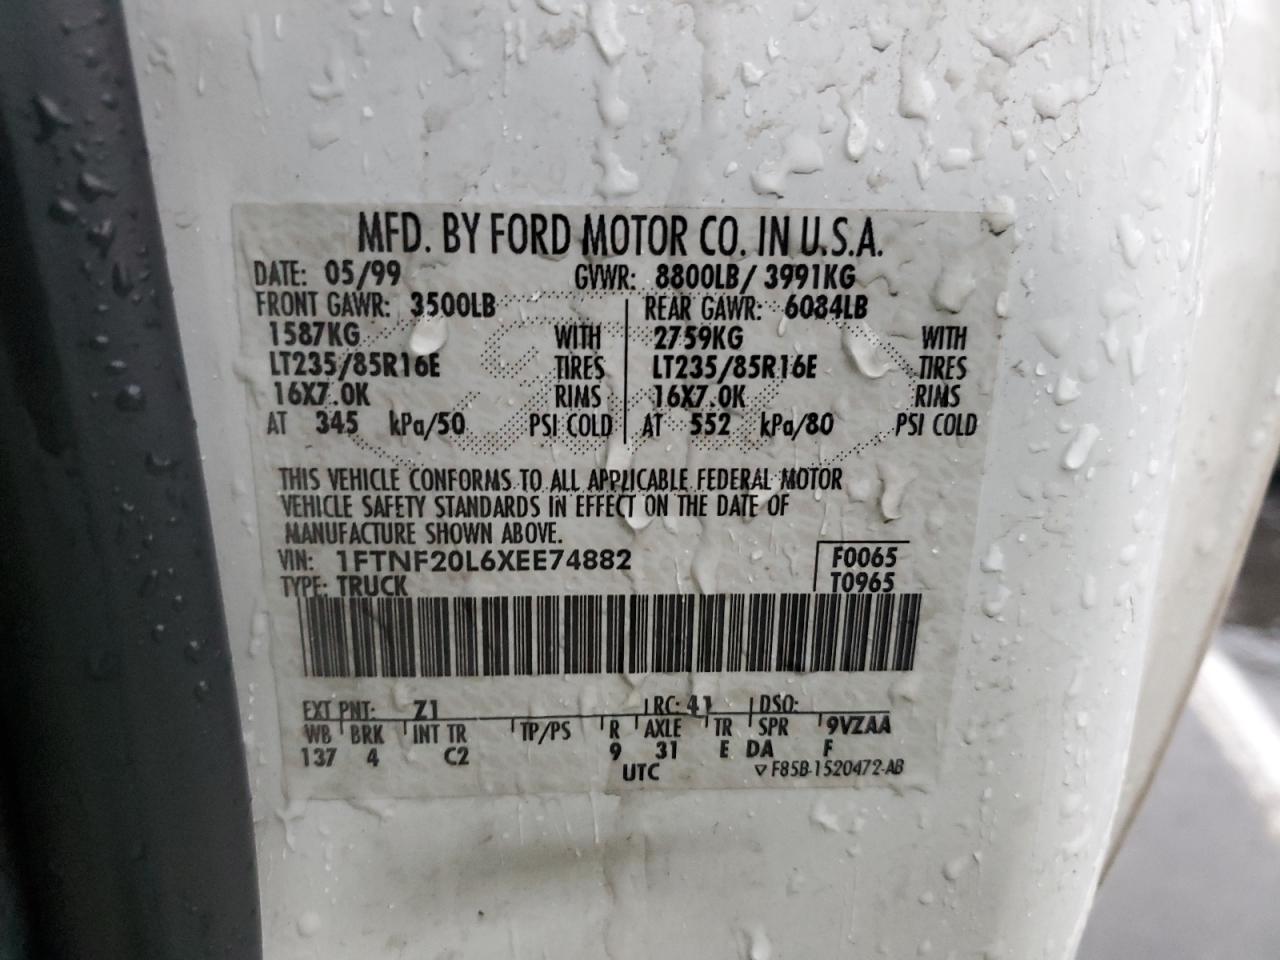 MFD. BY FORD MOTOR CO. IN U.S.A.
DATE: 05/99 GVWR: 8800LB/ 3991KG
FRONT GAWR: 3500LB REAR GAWR: 6084LB
1587KG WITH 2759KG WITH
LT235/85R16E TIRES LT235/85R16E TIRES
16X7.0K RIMS 16X7.0K RIMS
AT 345 kPa/50 PSI COLD AT 552 kPa/80 PSI COLD
THIS VEHICLE CONFORMS TO ALL APPLICABLE FEDERAL MOTOR
VEHICLE SAFETY STANDARDS IN EFFECT ON THE DATE OF
MANUFACTURE SHOWN ABOVE.
VIN: 1FTNF20L6XEE74882 F0065
TYPE: TRUCK T0965
EXT PNT: Z1 RC: 41 DSO:
WB BRK INT TR TP/PS R AXLE TR SPR 9VZAA
137 4 C2 9 31 E DA F
UTC ▽ F85B-1520472-AB